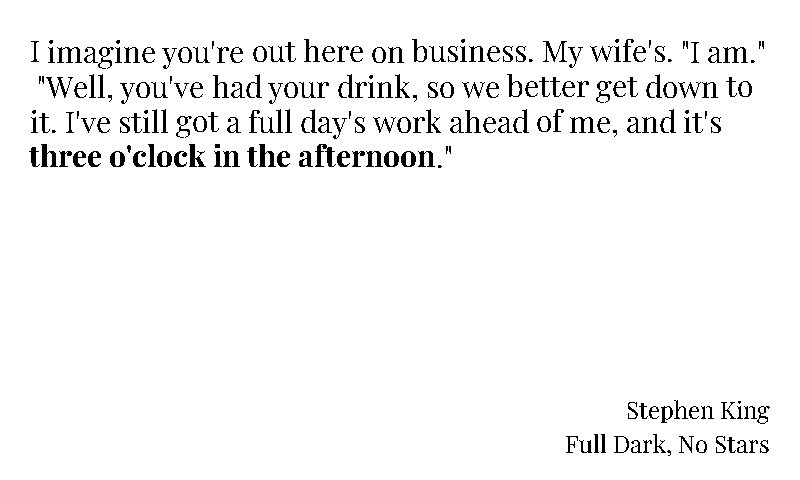 I imagine you're out here on business. My wife's. "I am."
"Well, you've had your drink, so we better get down to
it. I've still got a full day's work ahead of me, and it's
three o'clock in the afternoon."
Stephen King
Full Dark, No Stars